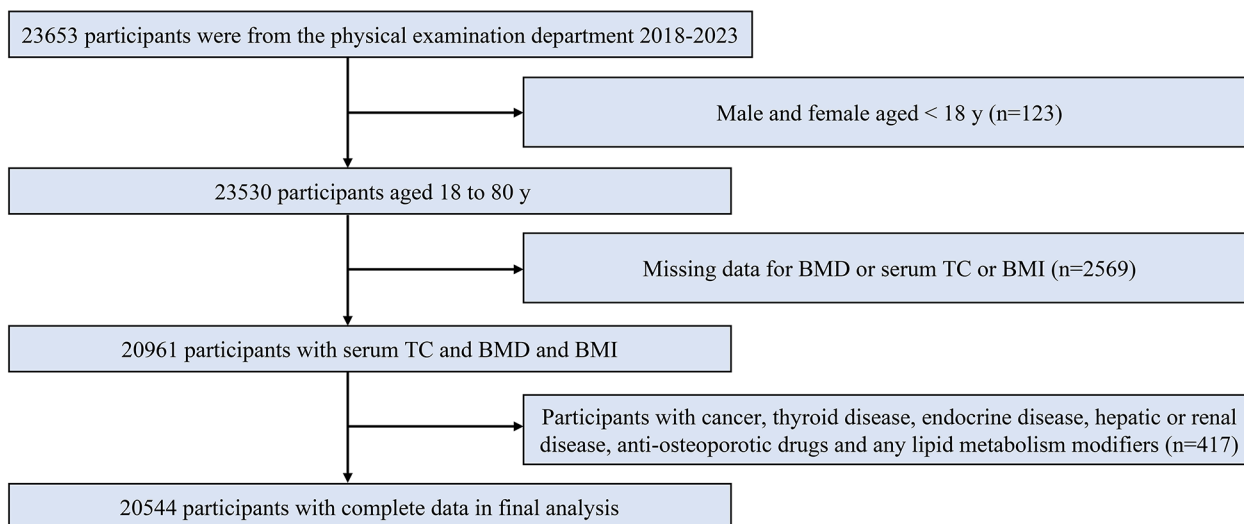 23653 participants were from the physical examination department 2018-2023
Male and female aged < 18 y (n=123)
23530 participants aged 18 to 80 y
Missing data for BMD or serum TC or BMI (n=2569)
20961 participants with serum TC and BMD and BMI
Participants with cancer, thyroid disease, endocrine disease, hepatic or renal
disease, anti-osteoporotic drugs and any lipid metabolism modifiers (n=417)
20544 participants with complete data in final analysis